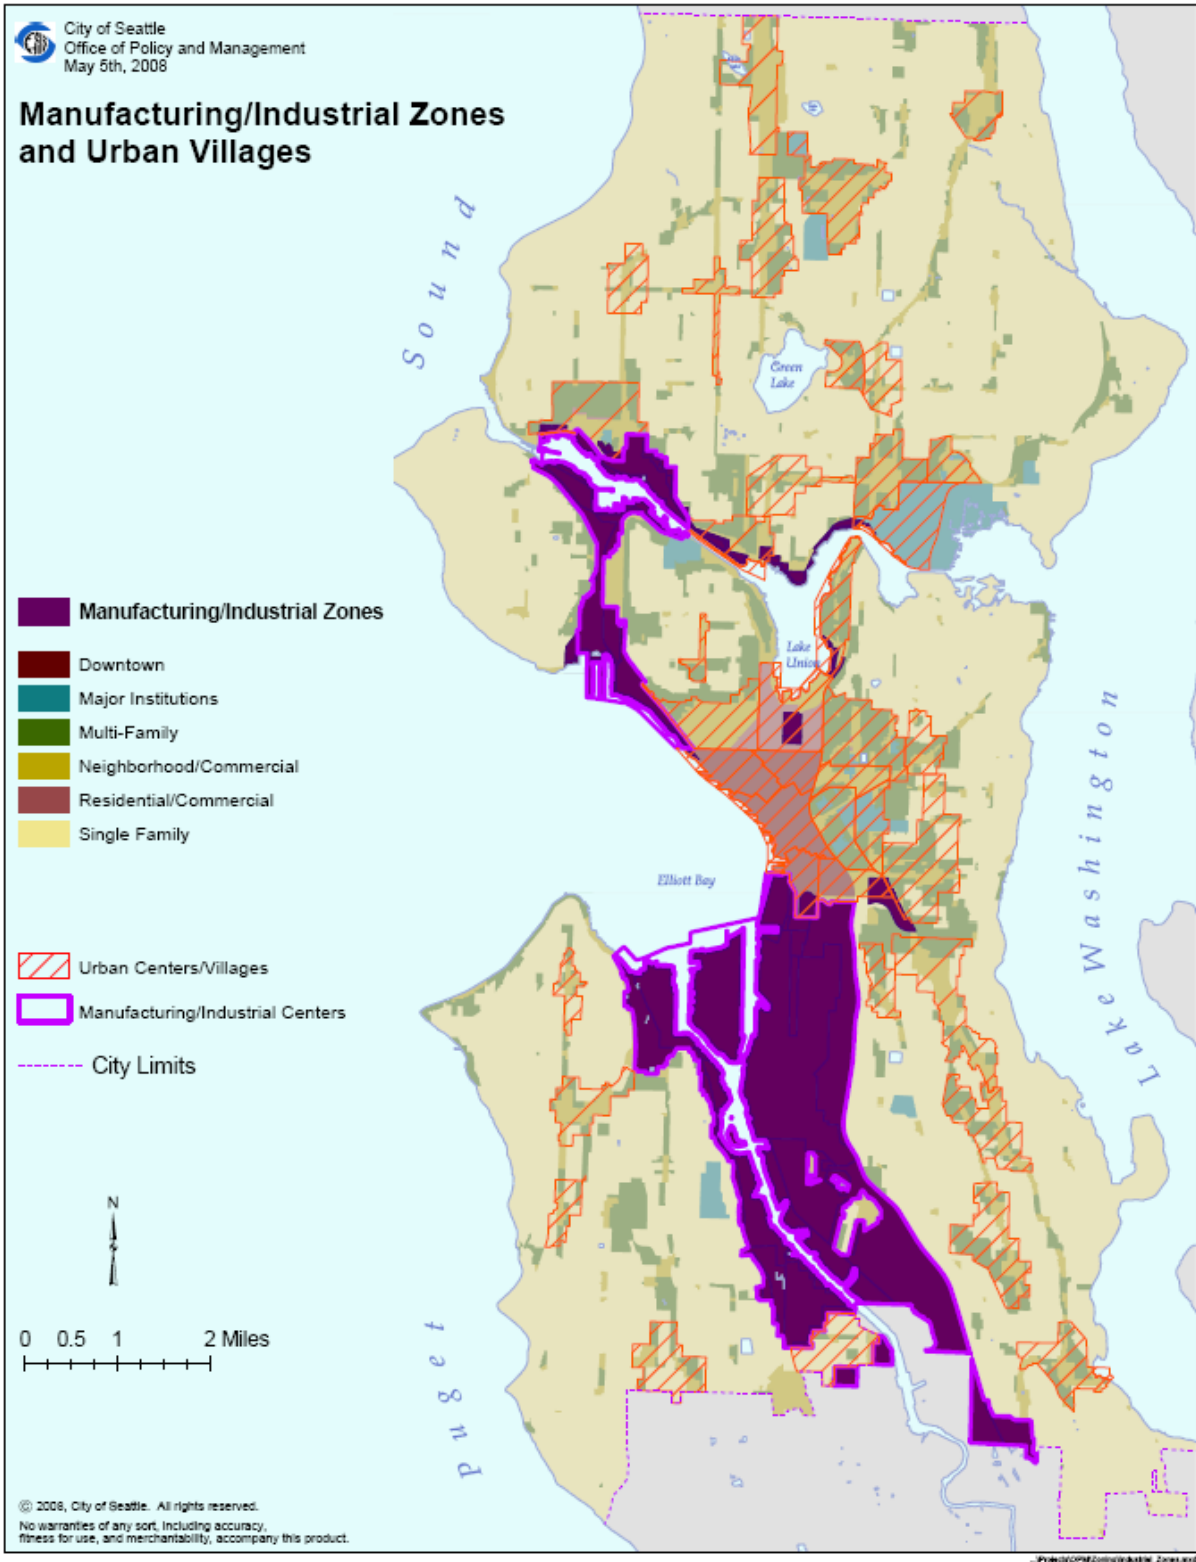 City of Seattle
Office of Policy and Management
May 5th, 2008
Manufacturing/Industrial Zones
and Urban Villages
Sound
Green
Lake
Lake
Union
Manufacturing/Industrial Zones
Downtown
Major Institutions
Multi-Family
Neighborhood/Commercial
Residential/Commercial
Single Family
Lake Washington
Elliott Bay
Urban Centers/Villages
Manufacturing/Industrial Centers
City Limits
N
0 0.5 1 2 Miles
Puget
© 2008, City of Seattle. All rights reserved.
No warranties of any sort, including accuracy,
fitness for use, and merchantability, accompany this product.